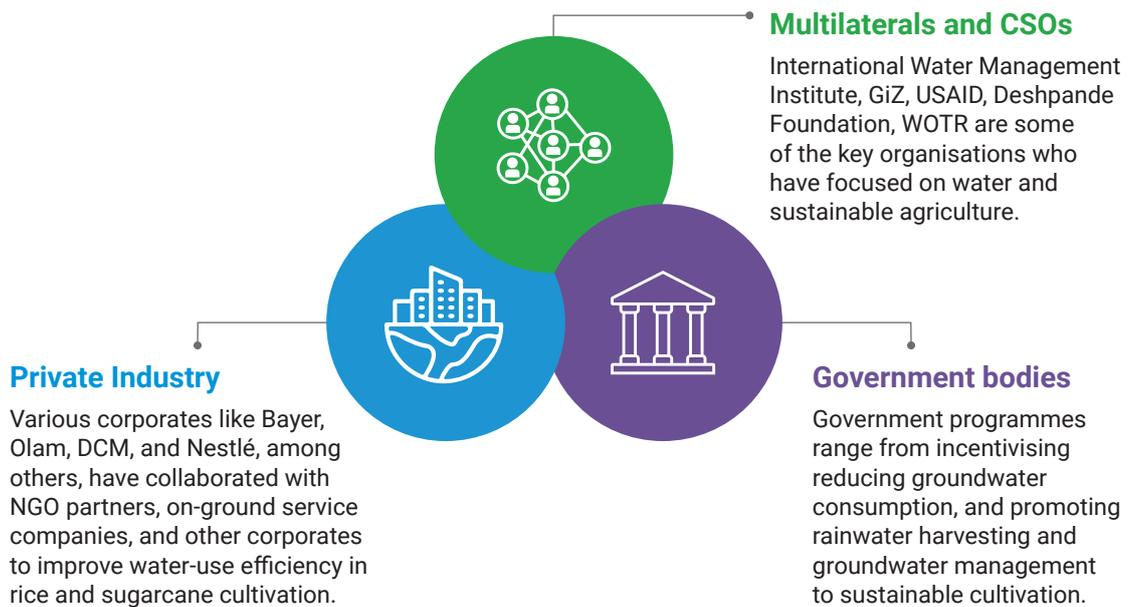 Multilaterals and CSOs
International Water Management
Institute, GiZ, USAID, Deshpande
Foundation, WOTR are some
of the key organisations who
have focused on water and
sustainable agriculture.
Private Industry
Various corporates like Bayer,
Olam, DCM, and Nestlé, among
others, have collaborated with
NGO partners, on-ground service
companies, and other corporates
to improve water-use efficiency in
rice and sugarcane cultivation.
Government bodies
Government programmes
range from incentivising
reducing groundwater
consumption, and promoting
rainwater harvesting and
groundwater management
to sustainable cultivation.